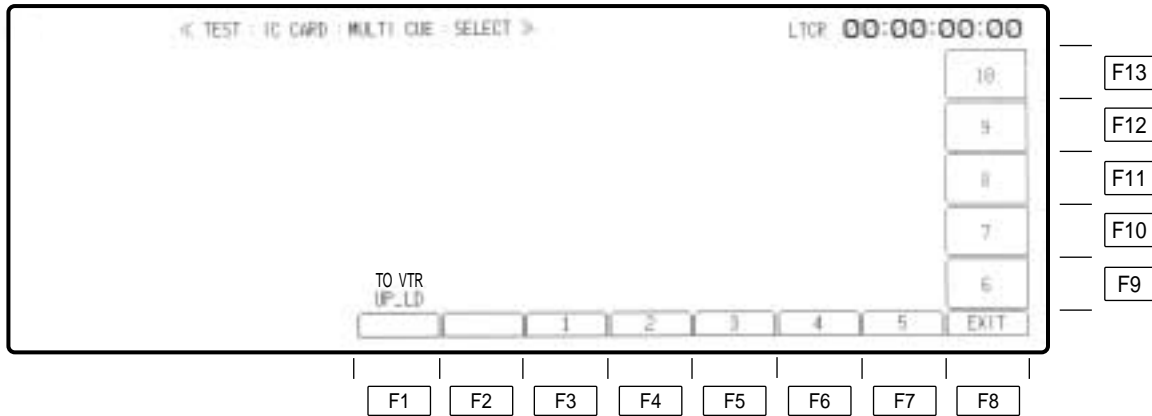 ≪ TEST : IC CARD : MULTI CUE : SELECT ≫ LTCR 00:00:00:00
10 F13
9 F12
8 F11
7 F10
6 F9
TO VTR
UP_LD
1 2 3 4 5 EXIT
F1 F2 F3 F4 F5 F6 F7 F8